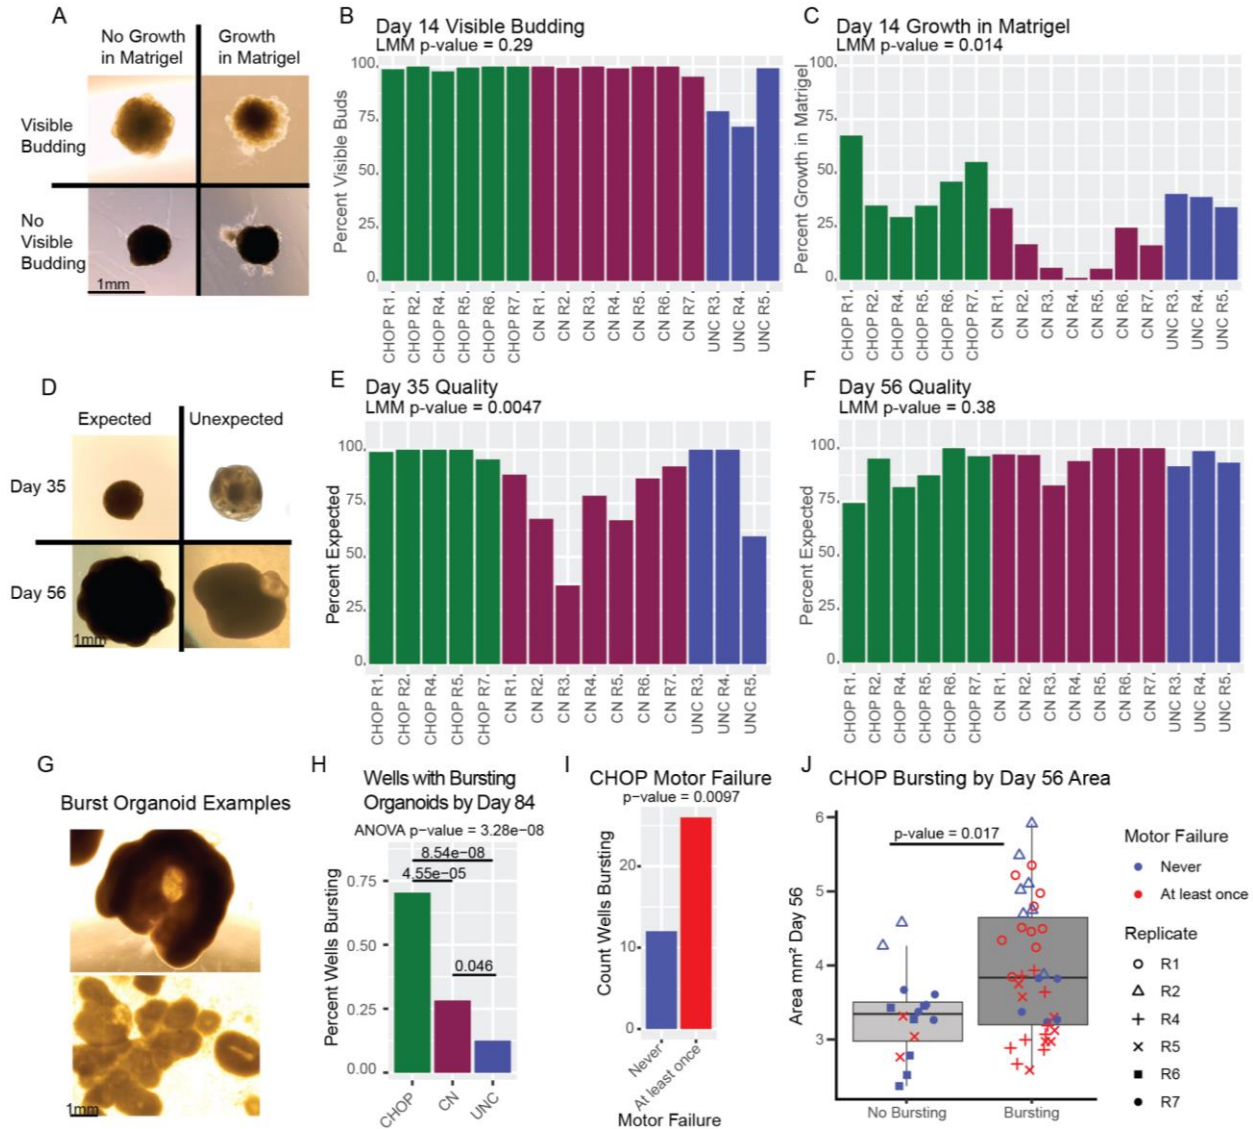 A
No Growth
in Matrigel
Growth
in Matrigel
Visible
Budding
No
Visible
Budding
1mm
B
Day 14 Visible Budding
LMM p-value = 0.29
Percent Visible Buds
100.
75.
50.
25.
0.
CHOP R1.
CHOP R2.
CHOP R4.
CHOP R5.
CHOP R6.
CHOP R7.
CN R1.
CN R2.
CN R3.
CN R4.
CN R5.
CN R6.
CN R7.
UNC R3.
UNC R4.
UNC R5.
C
Day 14 Growth in Matrigel
LMM p-value = 0.014
Percent Growth in Matrigel
100.
75.
50.
25.
0.
CHOP R1.
CHOP R2.
CHOP R4.
CHOP R5.
CHOP R6.
CHOP R7.
CN R1.
CN R2.
CN R3.
CN R4.
CN R5.
CN R6.
CN R7.
UNC R3.
UNC R4.
UNC R5.
D
Expected
Unexpected
Day 35
Day 56
1mm
E
Day 35 Quality
LMM p-value = 0.0047
Percent Expected
100.
75.
50.
25.
0.
CHOP R1.
CHOP R2.
CHOP R4.
CHOP R5.
CHOP R7.
CN R1.
CN R2.
CN R3.
CN R4.
CN R5.
CN R6.
CN R7.
UNC R3.
UNC R4.
UNC R5.
F
Day 56 Quality
LMM p-value = 0.38
Percent Expected
100.
75.
50.
25.
0.
CHOP R1.
CHOP R2.
CHOP R4.
CHOP R5.
CHOP R6.
CHOP R7.
CN R1.
CN R2.
CN R3.
CN R4.
CN R5.
CN R6.
CN R7.
UNC R3.
UNC R4.
UNC R5.
G
Burst Organoid Examples
1mm
H
Wells with Bursting
Organoids by Day 84
ANOVA p-value = 3.28e-08
8.54e-08
4.55e-05
0.046
Percent Wells Bursting
0.75
0.50
0.25
0.00
CHOP
CN
UNC
I
CHOP Motor Failure
p-value = 0.0097
Count Wells Bursting
20
10
0
Never
At least once
Motor Failure
J
CHOP Bursting by Day 56 Area
p-value = 0.017
Area mm² Day 56
6
5
4
3
No Bursting
Bursting
Motor Failure
Never
At least once
Replicate
R1
R2
R4
R5
R6
R7